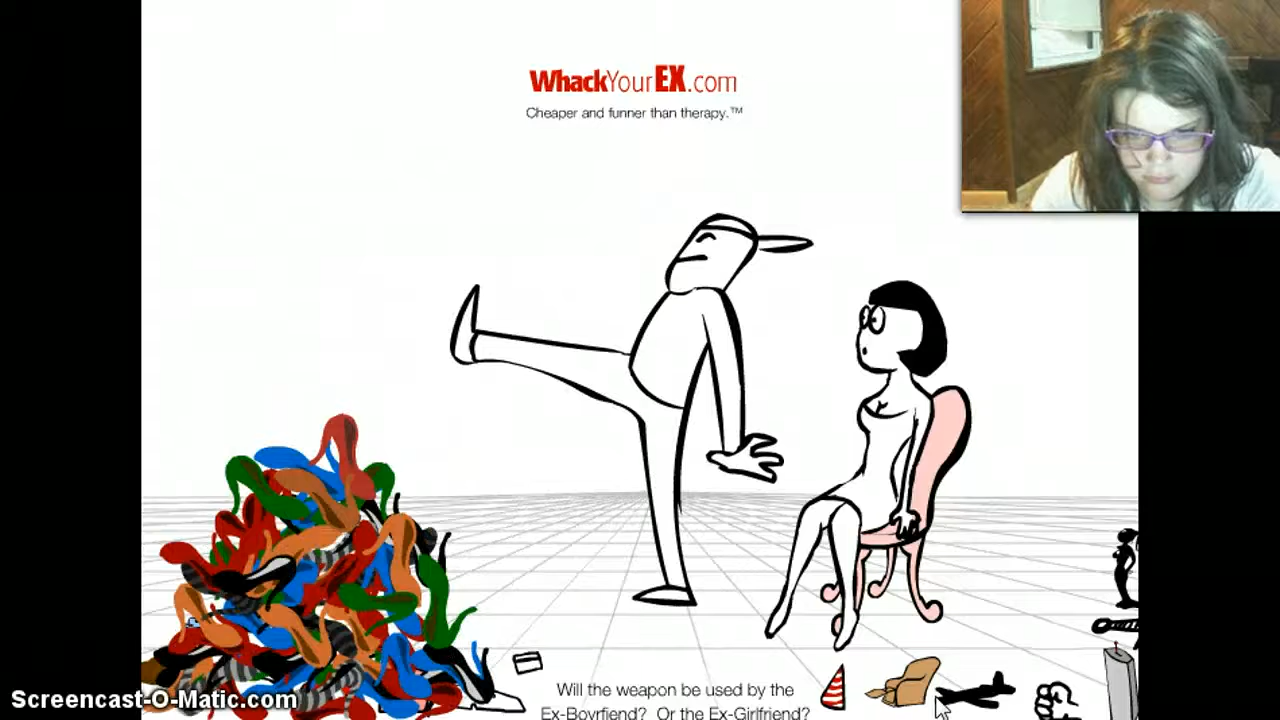 WhackYourEX.com
Cheaper and funner than therapy.™
Will the weapon be used by the
Ex-Boyrfiend? Or the Ex-Girlfriend?
Screencast-O-Matic.com